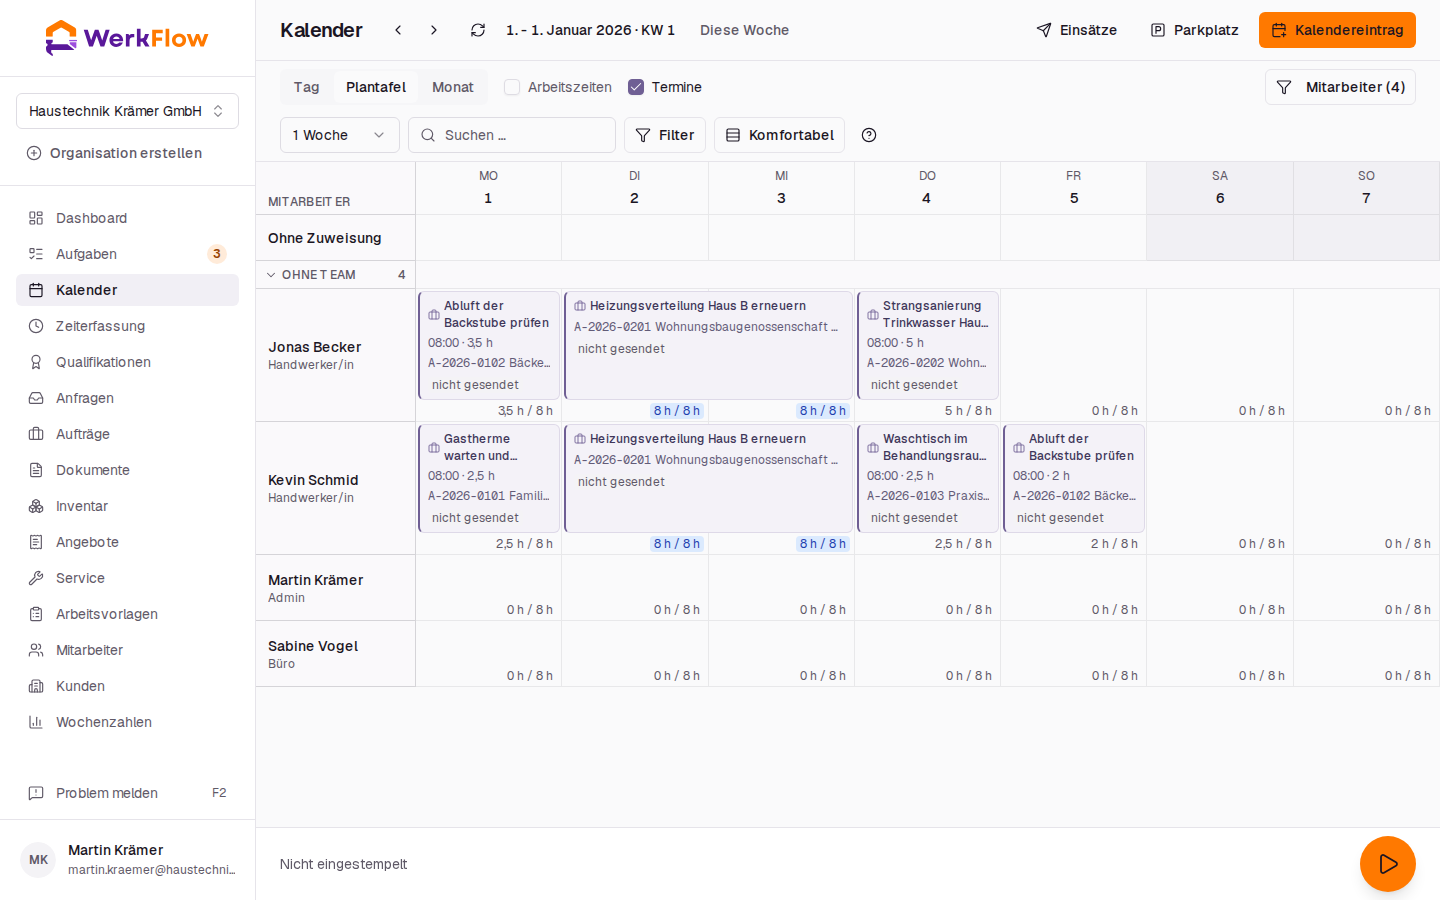 WerkFlow
Haustechnik Krämer GmbH
Organisation erstellen
Dashboard
Aufgaben 3
Kalender
Zeiterfassung
Qualifikationen
Anfragen
Aufträge
Dokumente
Inventar
Angebote
Service
Arbeitsvorlagen
Mitarbeiter
Kunden
Wochenzahlen
Problem melden F2
MK
Martin Krämer
martin.kraemer@haustechni...
Kalender
1. - 1. Januar 2026 · KW 1
Diese Woche
Einsätze
Parkplatz
Kalendereintrag
Tag Plantafel Monat
Arbeitszeiten
Termine
Mitarbeiter (4)
1 Woche
Suchen ...
Filter
Komfortabel
MITARBEITER
MO 1
DI 2
MI 3
DO 4
FR 5
SA 6
SO 7
Ohne Zuweisung
OHNE TEAM 4
Jonas Becker
Handwerker/in
Abluft der
Backstube prüfen
08:00 · 3,5 h
A-2026-0102 Bäcke...
nicht gesendet
Heizungsverteilung Haus B erneuern
A-2026-0201 Wohnungsbaugenossenschaft ...
nicht gesendet
Strangsanierung
Trinkwasser Hau...
08:00 · 5 h
A-2026-0202 Wohn...
nicht gesendet
3,5 h / 8 h
8 h / 8 h
8 h / 8 h
5 h / 8 h
0 h / 8 h
0 h / 8 h
0 h / 8 h
Kevin Schmid
Handwerker/in
Gastherme
warten und...
08:00 · 2,5 h
A-2026-0101 Famili...
nicht gesendet
Heizungsverteilung Haus B erneuern
A-2026-0201 Wohnungsbaugenossenschaft ...
nicht gesendet
Waschtisch im
Behandlungsrau...
08:00 · 2,5 h
A-2026-0103 Praxis...
nicht gesendet
Abluft der
Backstube prüfen
08:00 · 2 h
A-2026-0102 Bäcke...
nicht gesendet
2,5 h / 8 h
8 h / 8 h
8 h / 8 h
2,5 h / 8 h
2 h / 8 h
0 h / 8 h
0 h / 8 h
Martin Krämer
Admin
0 h / 8 h
0 h / 8 h
0 h / 8 h
0 h / 8 h
0 h / 8 h
0 h / 8 h
0 h / 8 h
Sabine Vogel
Büro
0 h / 8 h
0 h / 8 h
0 h / 8 h
0 h / 8 h
0 h / 8 h
0 h / 8 h
0 h / 8 h
Nicht eingestempelt